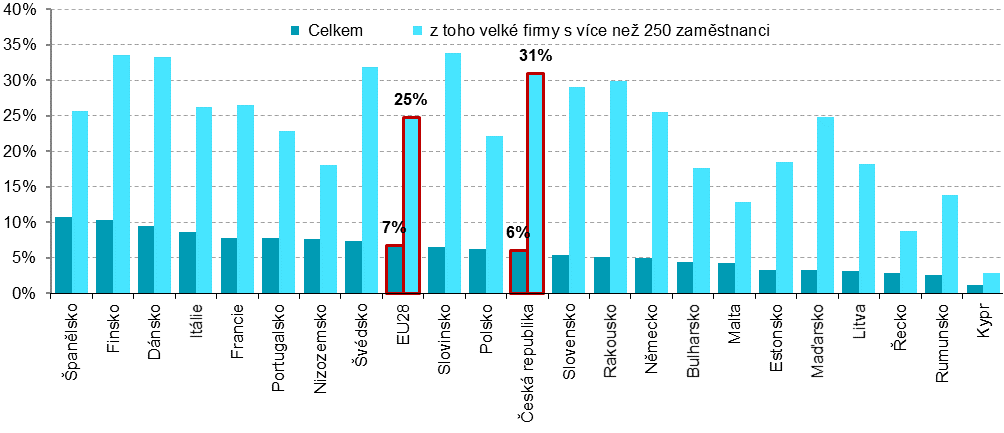 40%
35%
30%
25%
20%
15%
10%
5%
0%
Celkem
z toho velké firmy s více než 250 zaměstnanci
7%
25%
6%
31%
Španělsko
Finsko
Dánsko
Itálie
Francie
Portugalsko
Nizozemsko
Švédsko
EU28
Slovinsko
Polsko
Česká republika
Slovensko
Rakousko
Německo
Bulharsko
Malta
Estonsko
Maďarsko
Litva
Řecko
Rumunsko
Kypr